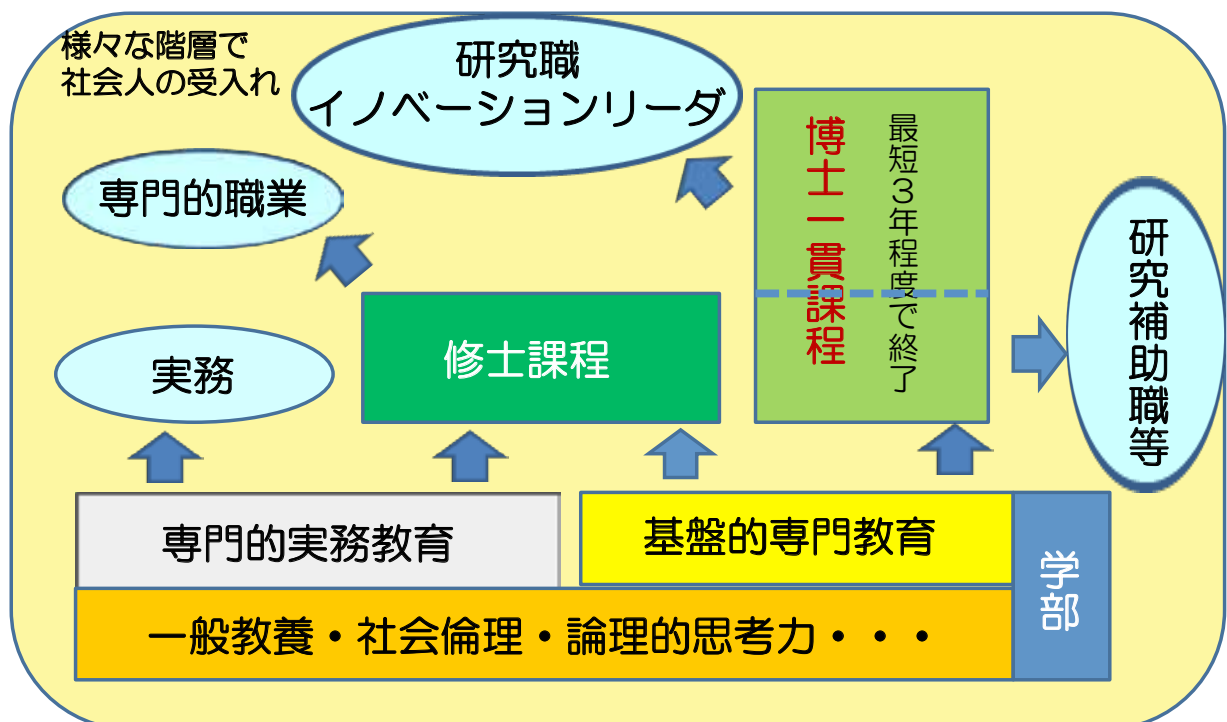 様々な階層で
社会人の受入れ
研究職
イノベーションリーダ
専門的職業
実務
修士課程
博士一貫課程
最短３年程度で終了
研究補助職等
専門的実務教育
基盤的専門教育
学部
一般教養・社会倫理・論理的思考力・・・